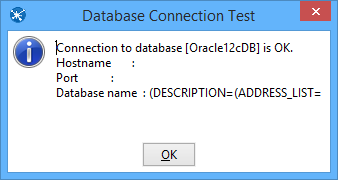 Database Connection Test
Connection to database [Oracle12cDB] is OK.
Hostname :
Port :
Database name : (DESCRIPTION=(ADDRESS_LIST=
OK